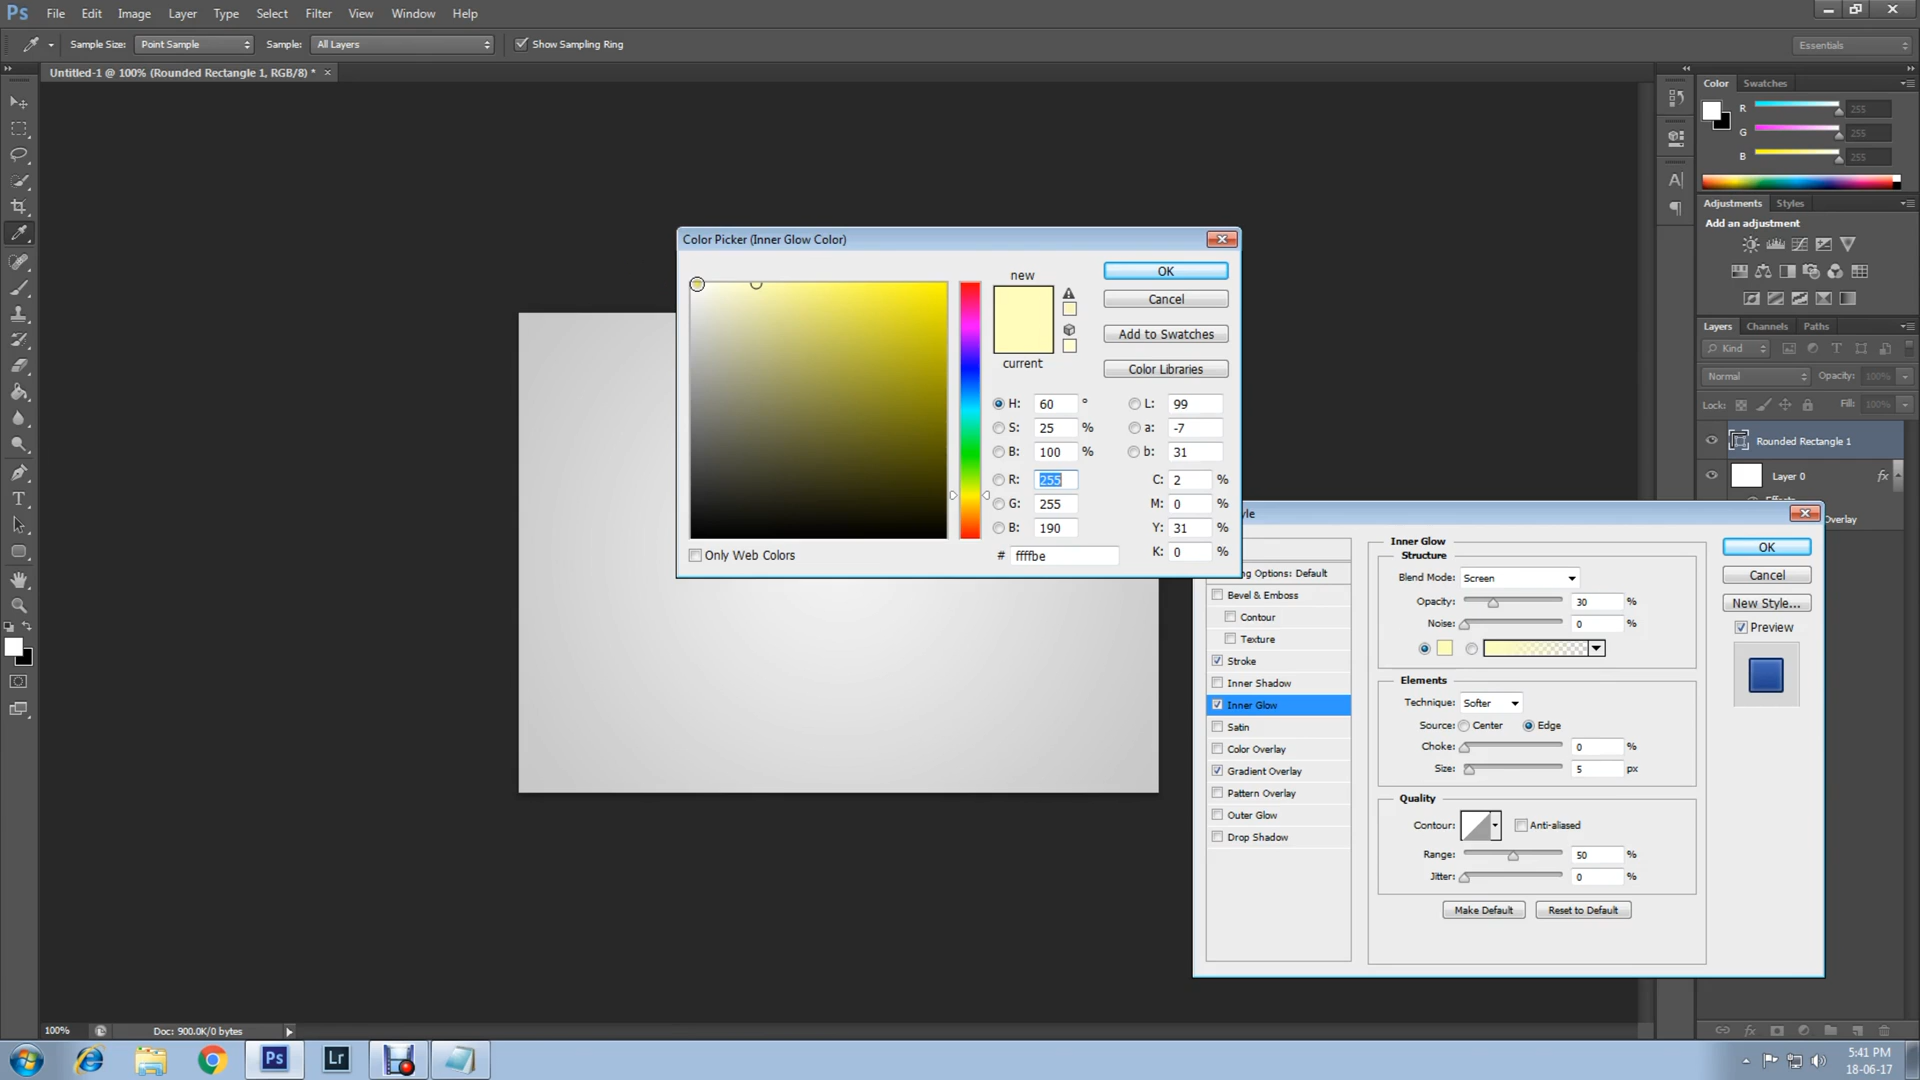 Ps File Edit Image Layer Type Select Filter View Window Help
Sample Size: Point Sample Sample: All Layers Show Sampling Ring Essentials
Untitled-1 @ 100% (Rounded Rectangle 1, RGB/8) * ×
Color Swatches
R 255
G 255
B 255
Adjustments Styles
Add an adjustment
Layers Channels Paths
Kind
Normal Opacity: 100%
Lock: Fill: 100%
Rounded Rectangle 1
Layer 0 fx
Effects
Overlay
Color Picker (Inner Glow Color)
new
current
OK
Cancel
Add to Swatches
Color Libraries
H: 60 °
S: 25 %
B: 100 %
R: 255
G: 255
B: 190
L: 99
a: -7
b: 31
C: 2 %
M: 0 %
Y: 31 %
K: 0 %
# ffffbe
Only Web Colors
yle
ng Options: Default
Bevel & Emboss
Contour
Texture
Stroke
Inner Shadow
Inner Glow
Satin
Color Overlay
Gradient Overlay
Pattern Overlay
Outer Glow
Drop Shadow
Inner Glow
Structure
Blend Mode: Screen
Opacity: 30 %
Noise: 0 %
Elements
Technique: Softer
Source: Center Edge
Choke: 0 %
Size: 5 px
Quality
Contour: Anti-aliased
Range: 50 %
Jitter: 0 %
Make Default Reset to Default
OK
Cancel
New Style...
Preview
100% Doc: 900.0K/0 bytes
Ps Lr
5:41 PM
18-06-17